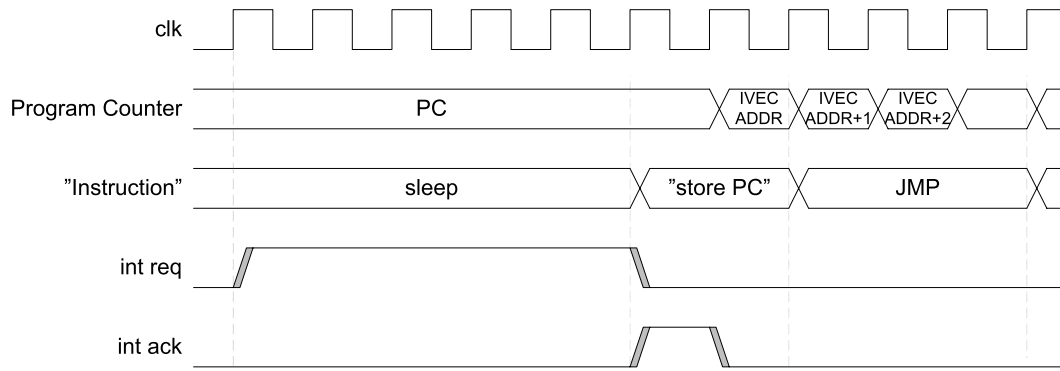 clk
Program Counter
PC
IVEC
ADDR
IVEC
ADDR+1
IVEC
ADDR+2
”Instruction”
sleep
”store PC”
JMP
int req
int ack